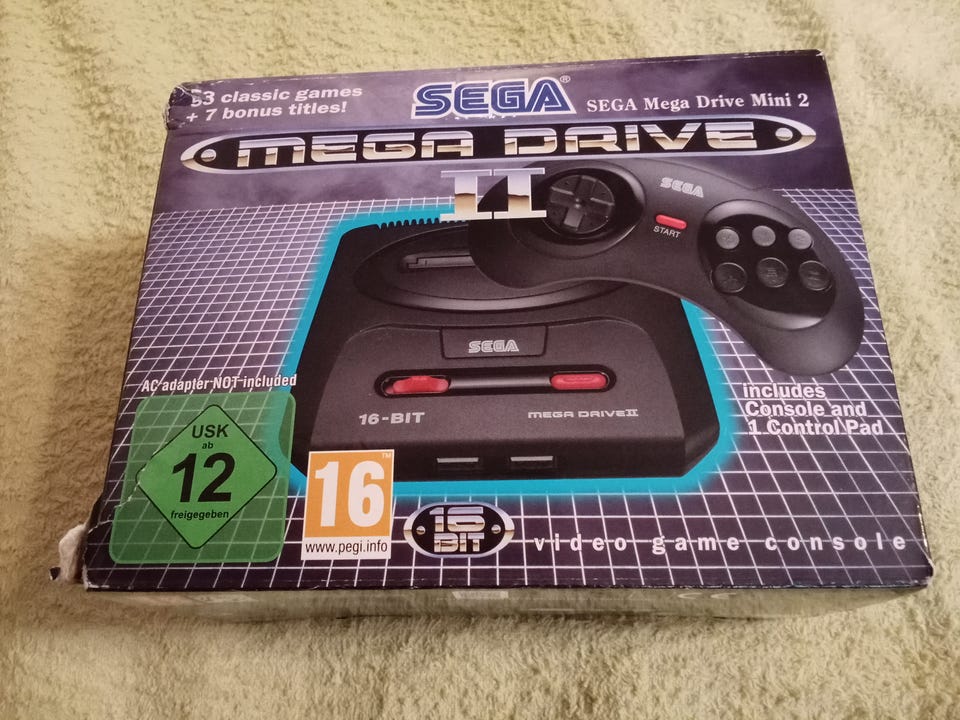 53 classic games
+ 7 bonus titles!
SEGA®
SEGA Mega Drive Mini 2
MEGA DRIVE
II
SEGA
START
SEGA
AC adapter NOT included
16-BIT
MEGA DRIVE II
includes
Console and
1 Control Pad
USK
ab
12
freigegeben
16
TM
www.pegi.info
16
BIT
video game console